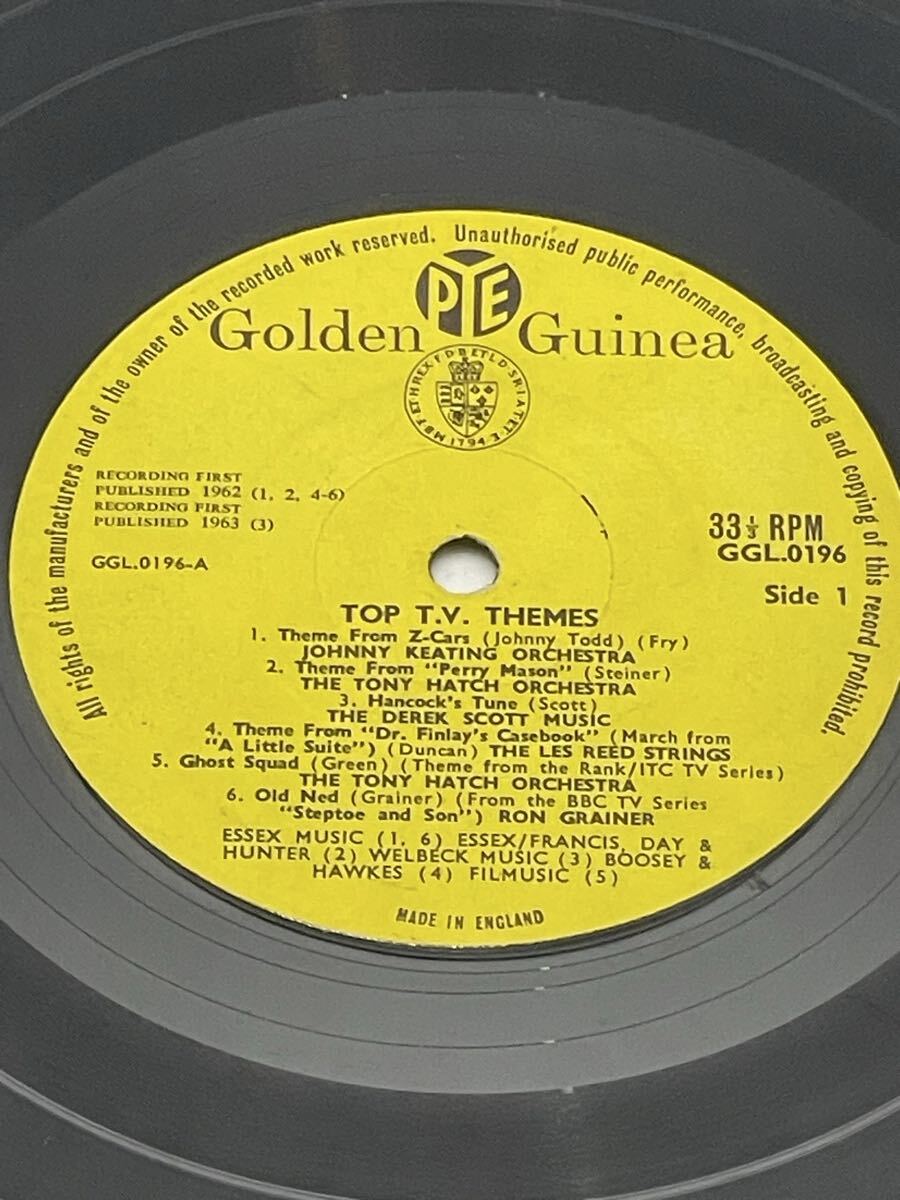 All rights of the manufacturers and of the owner of the recorded work reserved. Unauthorised public performance, broadcasting and copying of this record prohibited.
PYE
Golden Guinea
1794
RECORDING FIRST
PUBLISHED 1962 (1, 2, 4-6)
RECORDING FIRST
PUBLISHED 1963 (3)
GGL.0196-A
33 1/3 RPM
GGL.0196
Side 1
TOP T.V. THEMES
1. Theme From Z-Cars (Johnny Todd) (Fry)
JOHNNY KEATING ORCHESTRA
2. Theme From "Perry Mason" (Steiner)
THE TONY HATCH ORCHESTRA
3. Hancock's Tune (Scott)
THE DEREK SCOTT MUSIC
4. Theme From "Dr. Finlay's Casebook" (March from
"A Little Suite") (Duncan) THE LES REED STRINGS
5. Ghost Squad (Green) (Theme from the Rank/ITC TV Series)
THE TONY HATCH ORCHESTRA
6. Old Ned (Grainer) (From the BBC TV Series
"Steptoe and Son") RON GRAINER
ESSEX MUSIC (1, 6) ESSEX/FRANCIS, DAY &
HUNTER (2) WELBECK MUSIC (3) BOOSEY &
HAWKES (4) FILMUSIC (5)
MADE IN ENGLAND